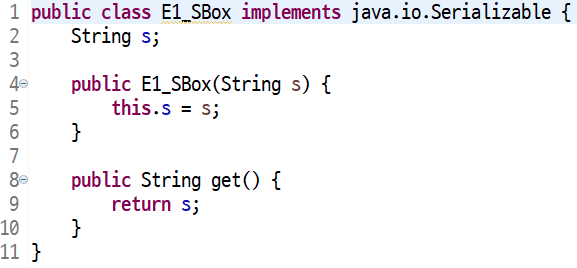 1 public class E1_SBox implements java.io.Serializable {
2     String s;
3
4     public E1_SBox(String s) {
5         this.s = s;
6     }
7
8     public String get() {
9         return s;
10     }
11 }